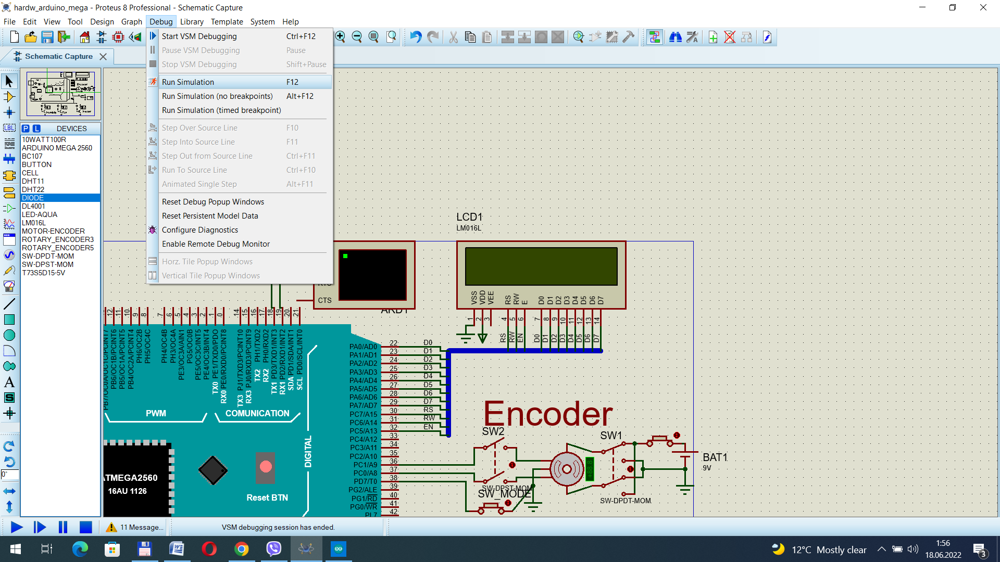 hardw_arduino_mega - Proteus 8 Professional - Schematic Capture
File Edit View Tool Design Graph Debug Library Template System Help
Schematic Capture
Start VSM Debugging Ctrl+F12
Pause VSM Debugging Pause
Stop VSM Debugging Shift+Pause
Run Simulation F12
Run Simulation (no breakpoints) Alt+F12
Run Simulation (timed breakpoint)
Step Over Source Line F10
Step Into Source Line F11
Step Out from Source Line Ctrl+F11
Run To Source Line Ctrl+F10
Animated Single Step Alt+F11
Reset Debug Popup Windows
Reset Persistent Model Data
Configure Diagnostics
Enable Remote Debug Monitor
Horz. Tile Popup Windows
Vertical Tile Popup Windows
P L DEVICES
10WATT100R
ARDUINO MEGA 2560
BC107
BUTTON
CELL
DHT11
DHT22
DIODE
DL4001
LED-AQUA
LM016L
MOTOR-ENCODER
ROTARY_ENCODER3
ROTARY_ENCODER5
SW-DPDT-MOM
SW-DPST-MOM
T73S5D15-5V
LBL
A
S
0°
LCD1
LM016L
CTS
VSS VDD VEE RS RW E D0 D1 D2 D3 D4 D5 D6 D7
1 2 3 4 5 6 7 8 9 10 11 12 13 14
RS RW EN D0 D1 D2 D3 D4 D5 D6 D7
12 11 10 9 8 7 6 5 4 3 2 1 0 14 15 16 17 18 19 20 21
PB7/OC0A/OC1C/PCINT7
PB6/OC1B/PCINT6
PB5/OC1A/PCINT5
PB4/OC2A/PCINT4
PH6/OC2B
PH5/OC4C
PH4/OC4B
PH3/OC4A
PE3/OC3A/AIN1
PG5/OC0B
PE5/OC3C/INT5
PE4/OC3B/INT4
TX0 PE1/TXD0/PDO
RX0 PE0/RXD0/PCINT8
TX3 PJ1/TXD3/PCINT10
RX3 PJ0/RXD3/PCINT9
TX2 PH1/TXD2
RX2 PH0/RXD2
TX1 PD3/TXD1/INT3
RX1 PD2/RXD1/INT2
SDA PD1/SDA/INT1
SCL PD0/SCL/INT0
PWM COMUNICATION
DIGITAL
PA0/AD0 22 D0
PA1/AD1 23 D1
PA2/AD2 24 D2
PA3/AD3 25 D3
PA4/AD4 26 D4
PA5/AD5 27 D5
PA6/AD6 28 D6
PA7/AD7 29 D7
PC7/A15 30 RS
PC6/A14 31 RW
PC5/A13 32 EN
PC4/A12 33
PC3/A11 34
PC2/A10 35
PC1/A9 36
PC0/A8 37
PD7/T0 38
PG2/ALE 39
PG1/RD 40
PG0/WR 41
PL7 42
ATMEGA2560
16AU 1126
Reset BTN
Encoder
SW2
SW1
SW-DPST-MOM
SW_MODE
SW-DPDT-MOM
BAT1
9V
11 Message...
VSM debugging session has ended.
12°C Mostly clear
1:56
18.06.2022
3